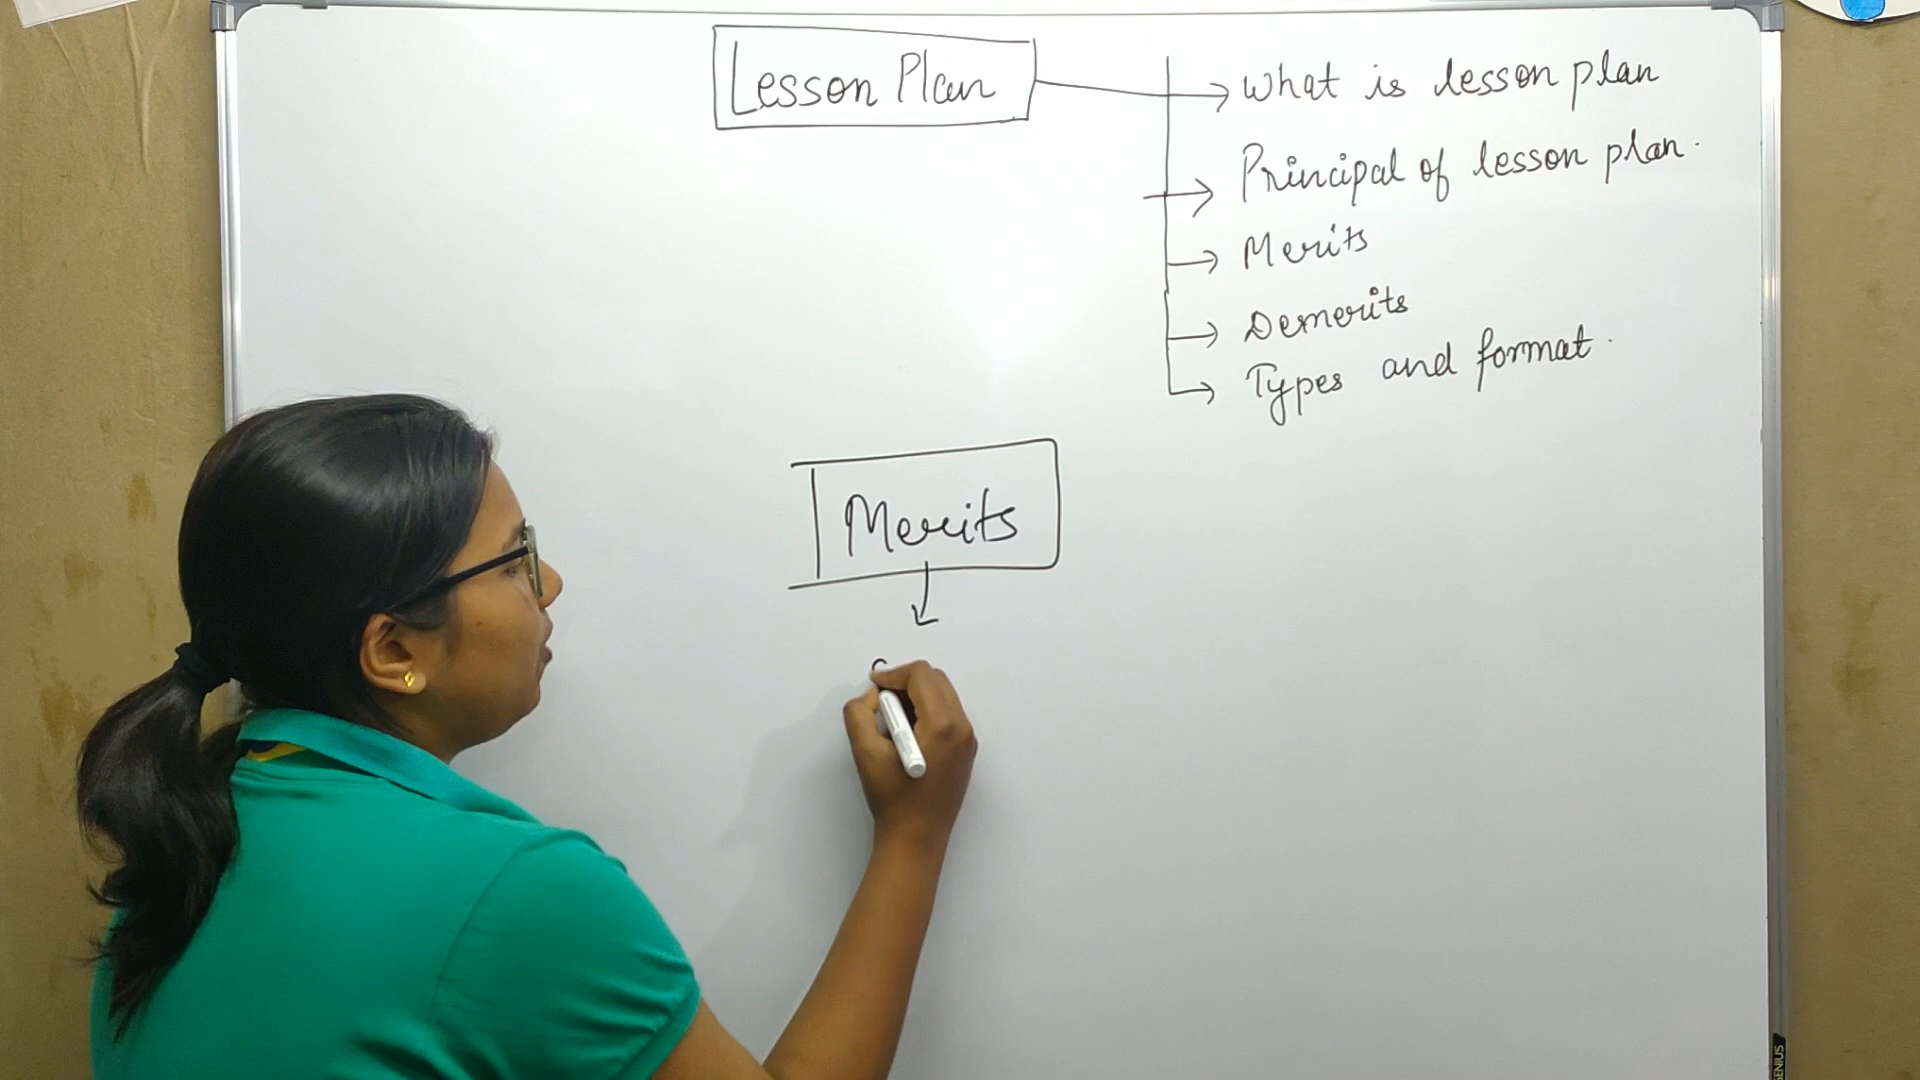 Lesson Plan
What is lesson plan
Principal of lesson plan.
Merits
Demerits
Types and format.
Merits